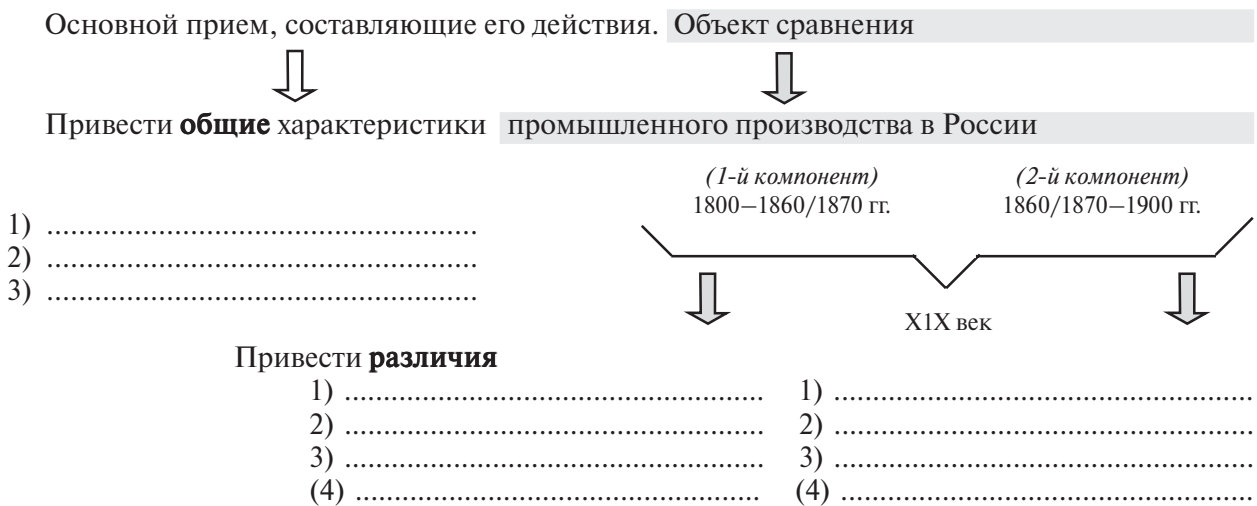 Основной прием, составляющие его действия. Объект сравнения
Привести общие характеристики промышленного производства в России
(1-й компонент) (2-й компонент)
1800–1860/1870 гг. 1860/1870–1900 гг.
1) ................................................
2) ................................................
3) ................................................
X1X век
Привести различия
1) ............................................... 1) ...............................................
2) ............................................... 2) ...............................................
3) ............................................... 3) ...............................................
(4) ............................................. (4) ..............................................